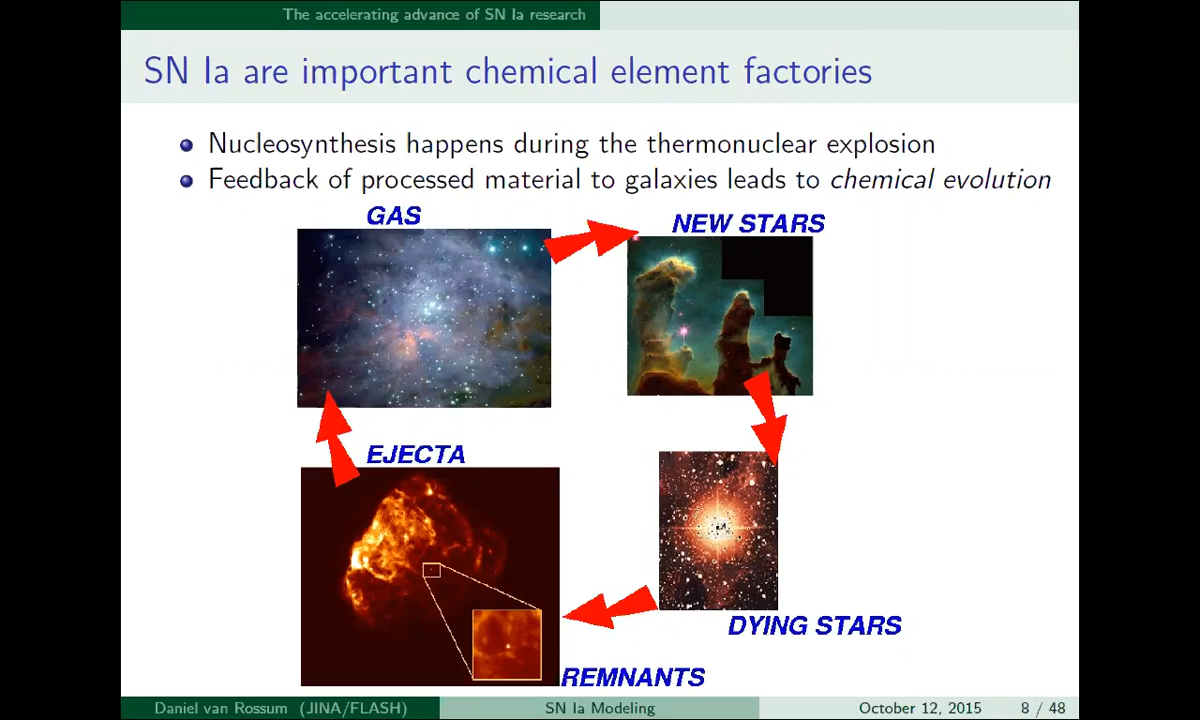 The accelerating advance of SN Ia research
SN Ia are important chemical element factories
Nucleosynthesis happens during the thermonuclear explosion
Feedback of processed material to galaxies leads to chemical evolution
GAS
NEW STARS
EJECTA
DYING STARS
REMNANTS
Daniel van Rossum (JINA/FLASH)
SN Ia Modeling
October 12, 2015
8 / 48